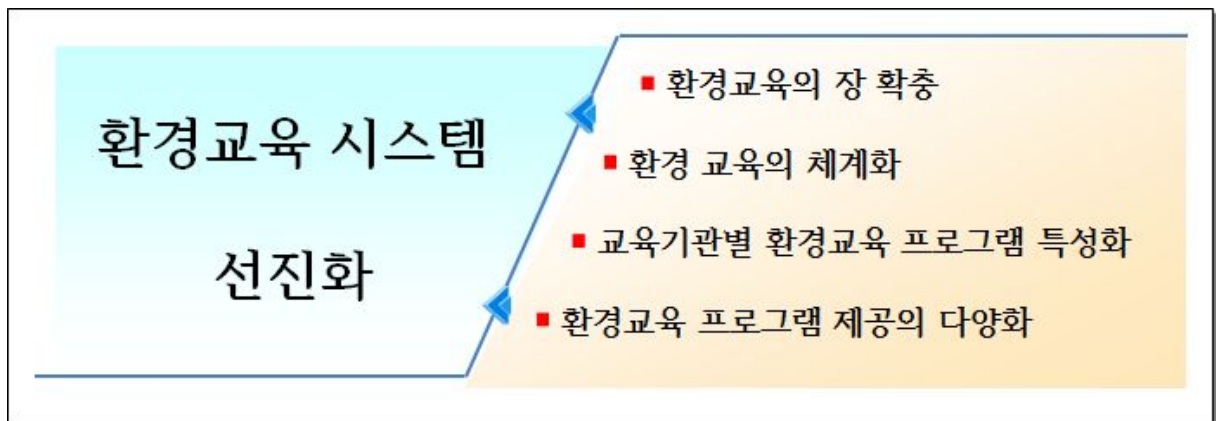 환경교육 시스템
선진화
환경교육의 장 확충
환경 교육의 체계화
교육기관별 환경교육 프로그램 특성화
환경교육 프로그램 제공의 다양화